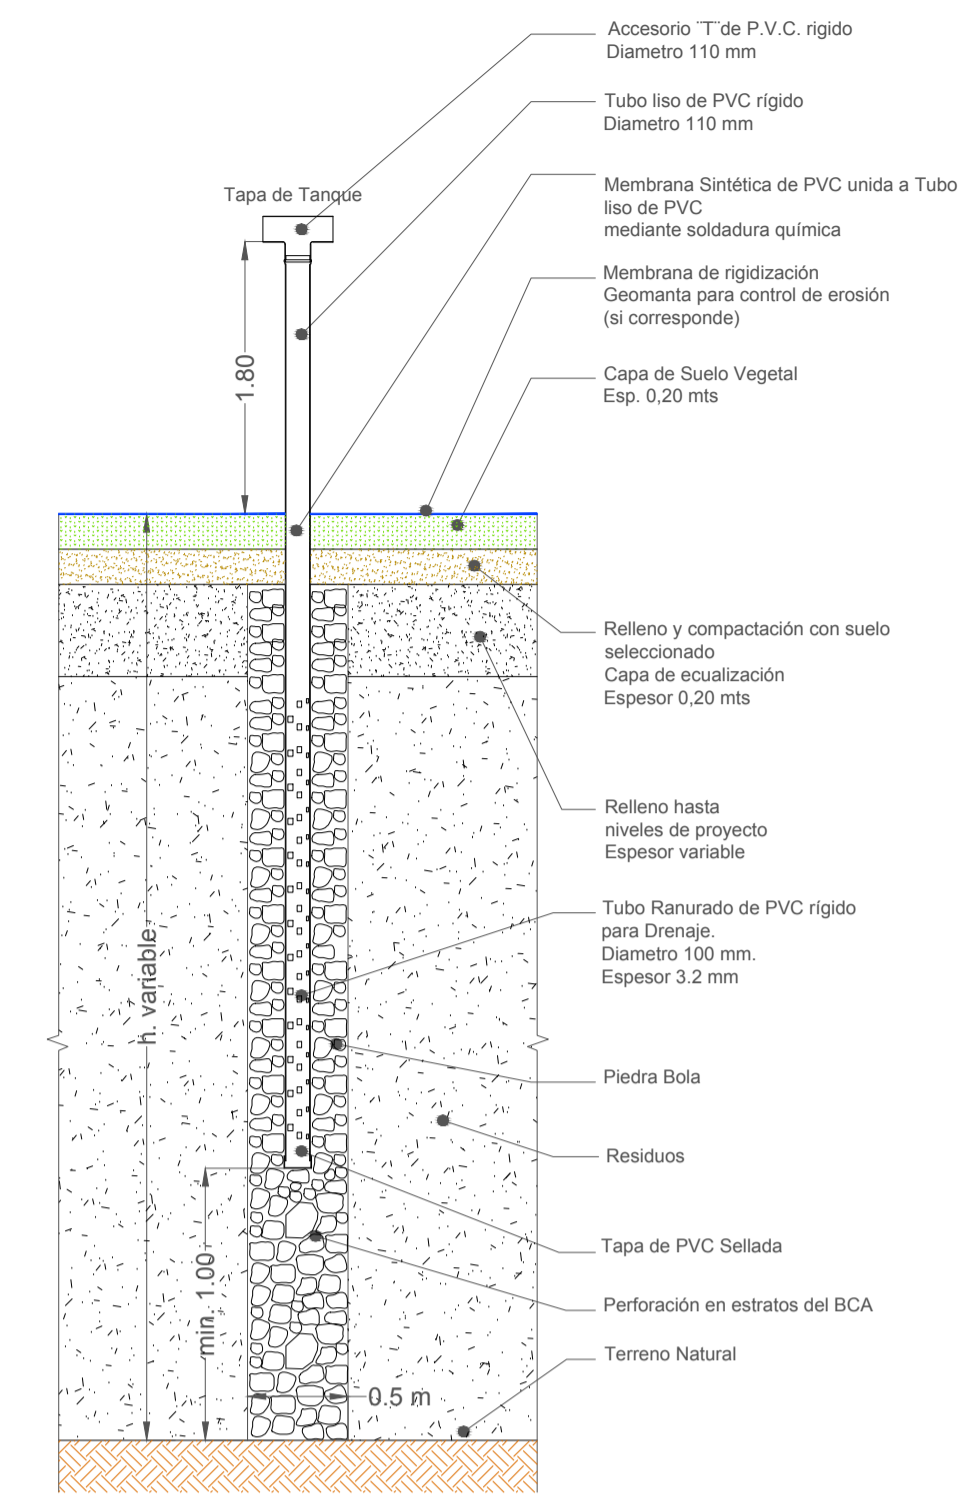 Accesorio ¨T¨de P.V.C. rigido
Diametro 110 mm
Tubo liso de PVC rígido
Diametro 110 mm
Tapa de Tanque
Membrana Sintética de PVC unida a Tubo
liso de PVC
mediante soldadura química
Membrana de rigidización
Geomanta para control de erosión
(si corresponde)
1.80
Capa de Suelo Vegetal
Esp. 0,20 mts
Relleno y compactación con suelo
seleccionado
Capa de ecualización
Espesor 0,20 mts
Relleno hasta
niveles de proyecto
Espesor variable
Tubo Ranurado de PVC rígido
para Drenaje.
Diametro 100 mm.
Espesor 3.2 mm
h. variable
Piedra Bola
Residuos
Tapa de PVC Sellada
min. 1.00
Perforación en estratos del BCA
Terreno Natural
0.5 m